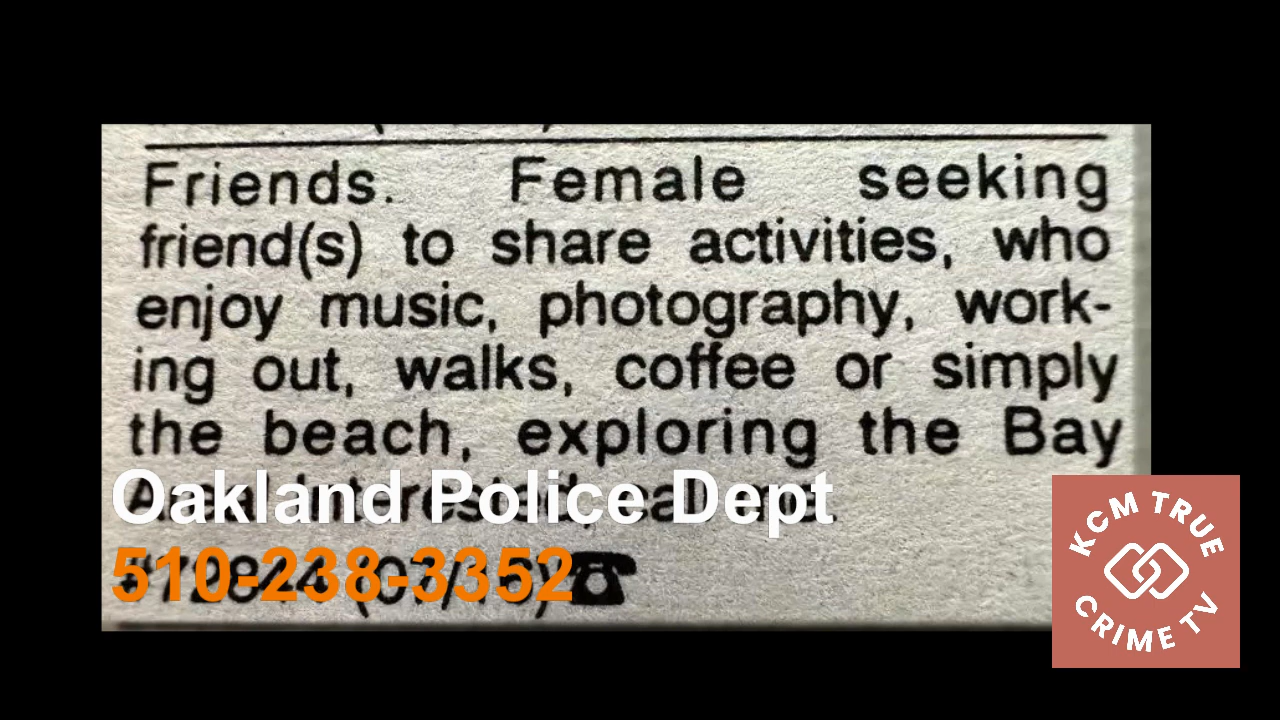 Friends. Female seeking
friend(s) to share activities, who
enjoy music, photography, work-
ing out, walks, coffee or simply
the beach, exploring the Bay
Oakland Police Dept
510-238-3352
KCM TRUE
CRIME TV